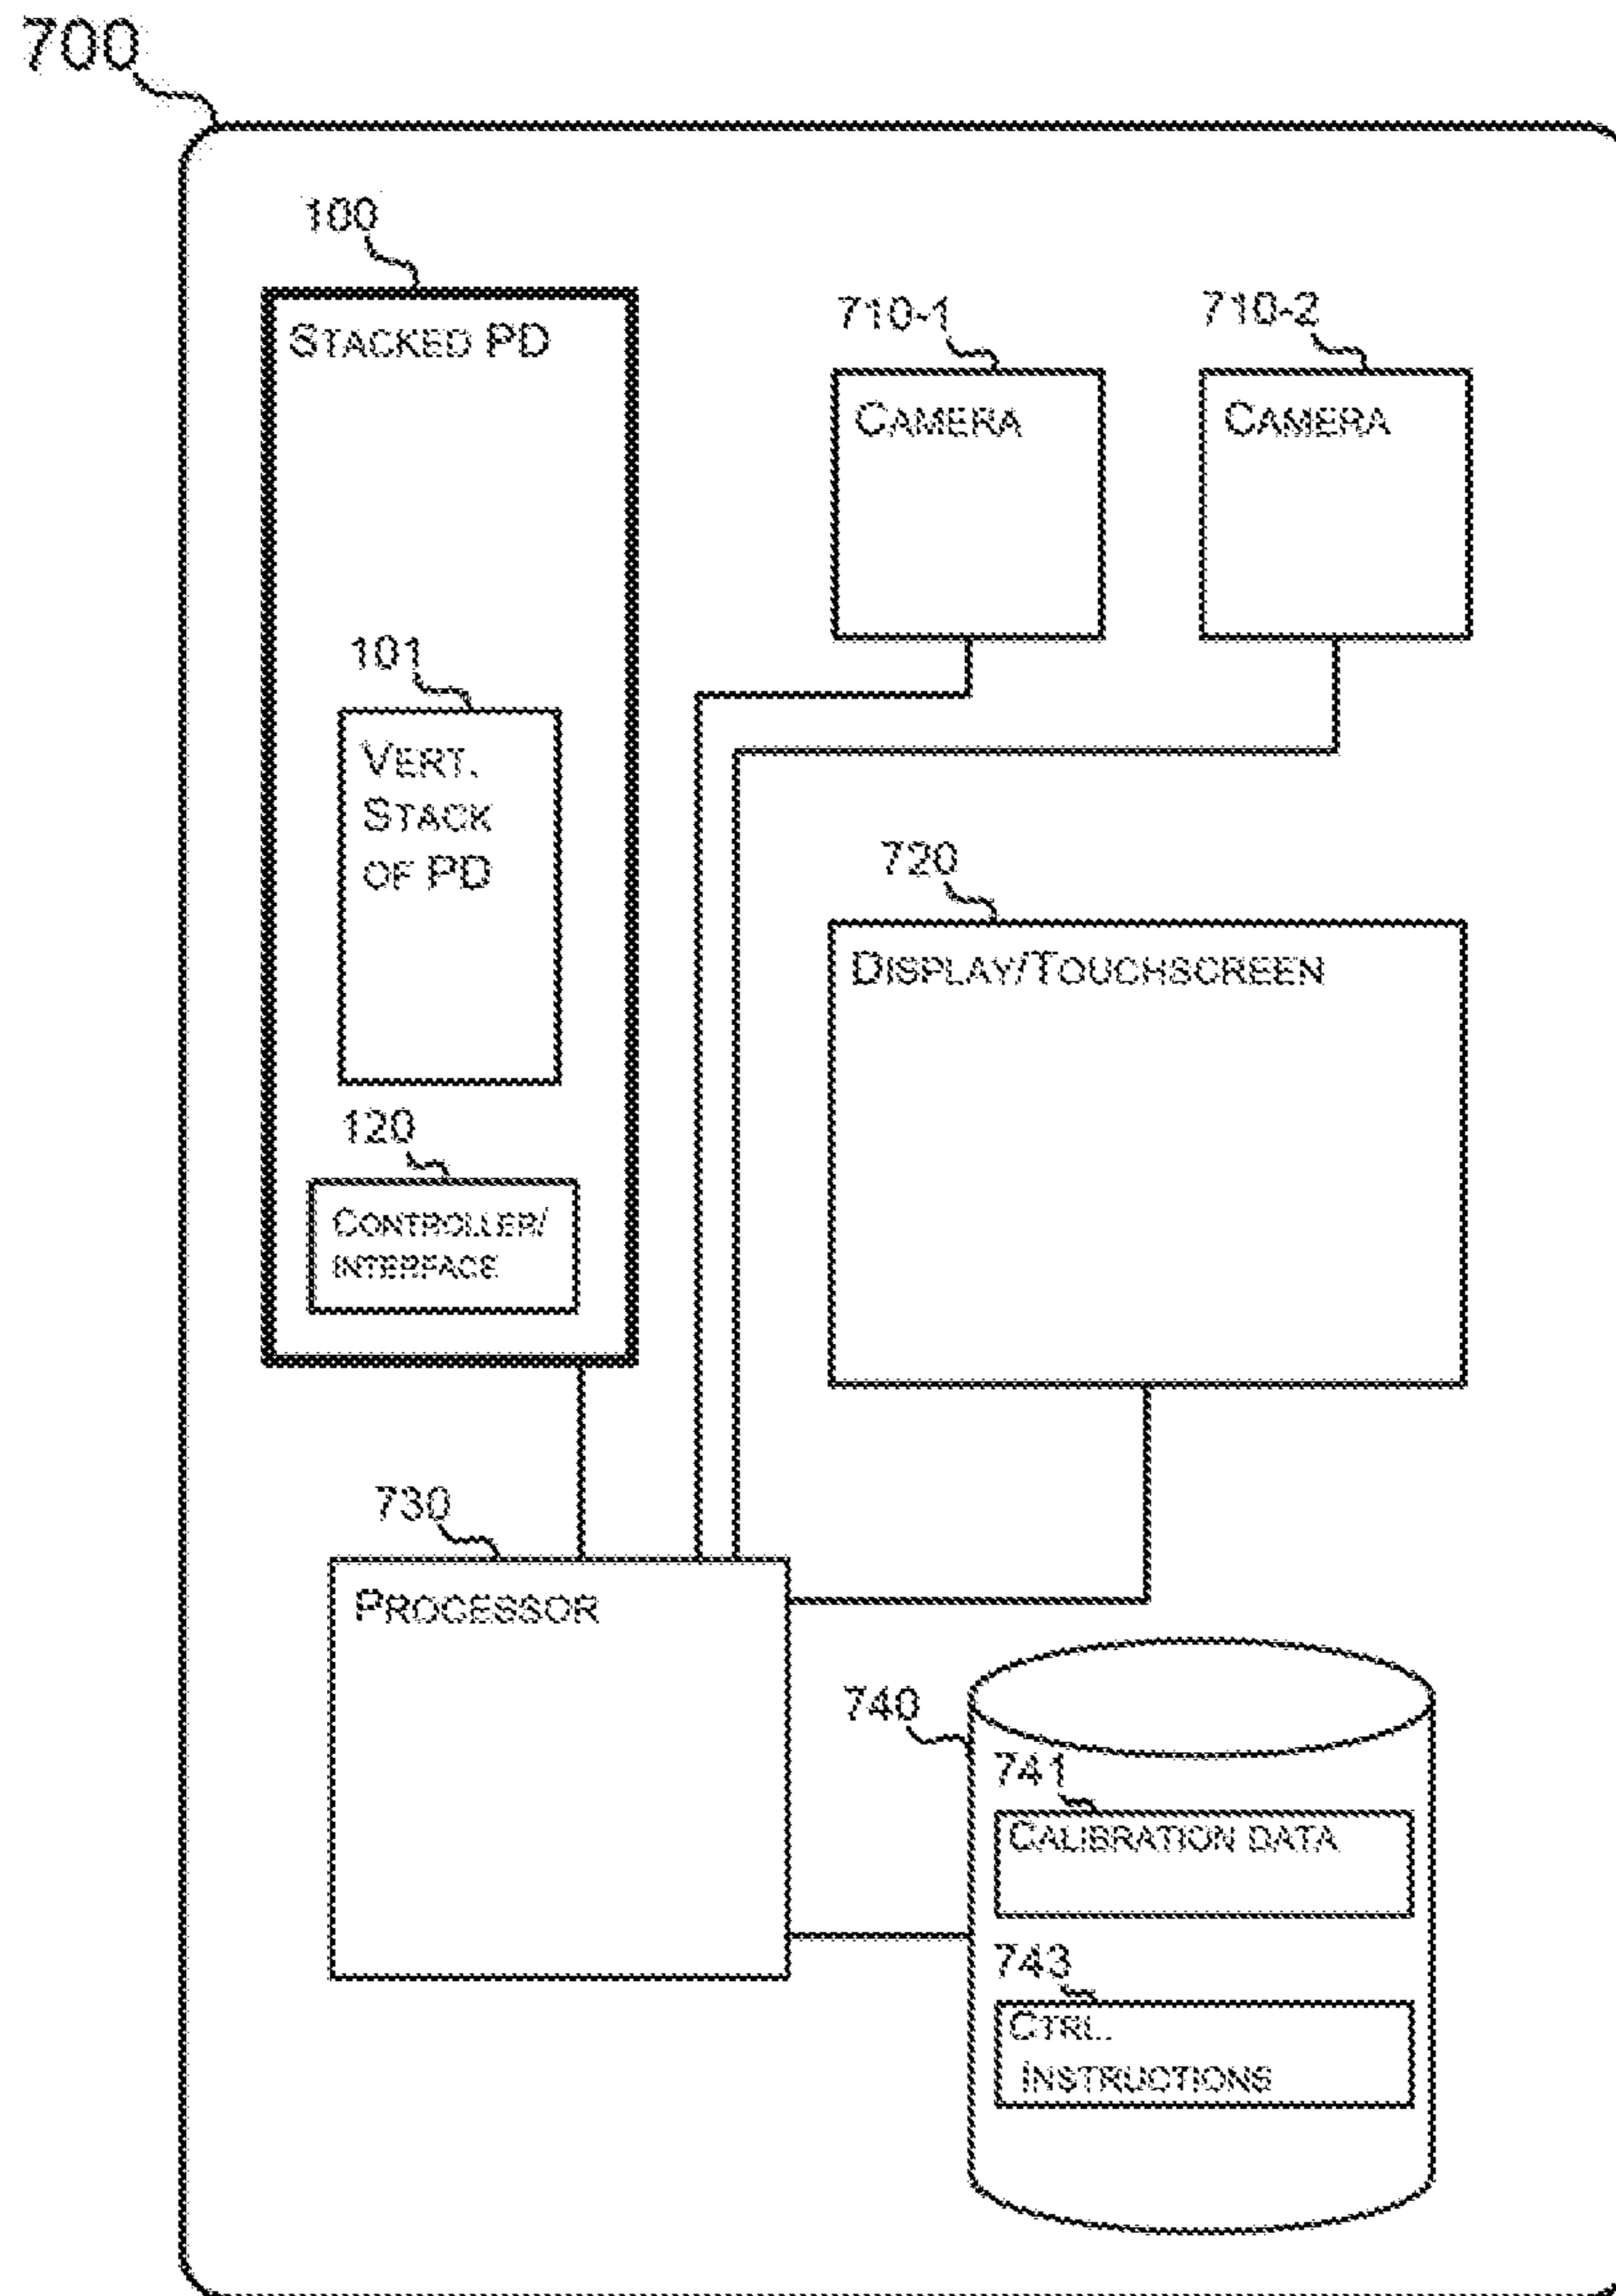 700
100
STACKED PD
710-1
710-2
CAMERA
CAMERA
101
VERT.
STACK
OF PD
720
DISPLAY/TOUCHSCREEN
120
CONTROLLER/
INTERFACE
730
PROCESSOR
740
741
CALIBRATION DATA
743
CTRL.
INSTRUCTIONS